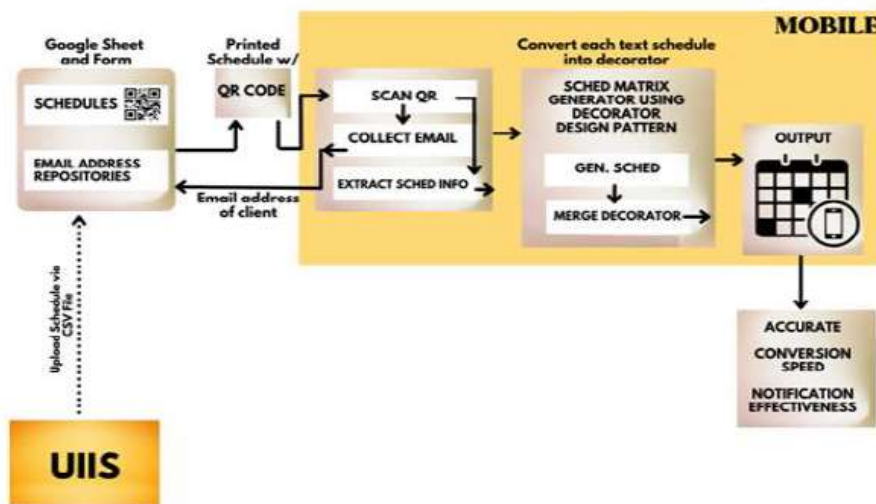 MOBILE
Google Sheet
and Form
SCHEDULES
EMAIL ADDRESS
REPOSITORIES
Printed
Schedule w/
QR CODE
SCAN QR
COLLECT EMAIL
EXTRACT SCHED INFO
Email address
of client
Convert each text schedule
into decorator
SCHED MATRIX
GENERATOR USING
DECORATOR
DESIGN PATTERN
GEN. SCHED
MERGE DECORATOR
OUTPUT
ACCURATE
CONVERSION
SPEED
NOTIFICATION
EFFECTIVENESS
Upload Schedule via
CSV File
UIIS